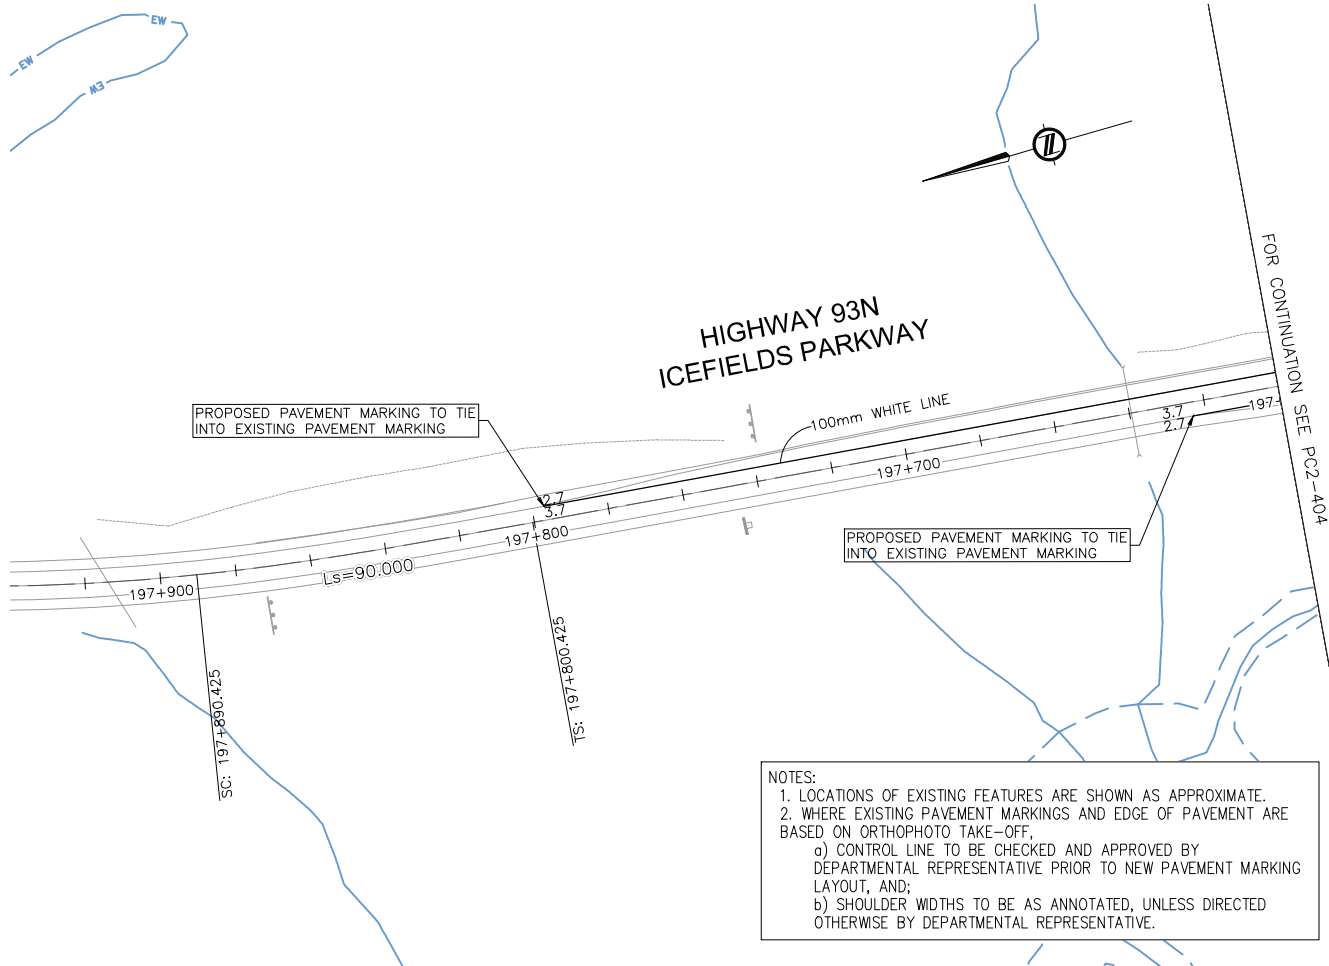 EW
EW
EW
HIGHWAY 93N
ICEFIELDS PARKWAY
FOR CONTINUATION SEE PC2-404
PROPOSED PAVEMENT MARKING TO TIE
INTO EXISTING PAVEMENT MARKING
100mm WHITE LINE
3.7
2.7
197+
197+700
2.7
3.7
197+800
PROPOSED PAVEMENT MARKING TO TIE
INTO EXISTING PAVEMENT MARKING
Ls=90.000
197+900
SC: 197+890.425
TS: 197+800.425
NOTES:
1. LOCATIONS OF EXISTING FEATURES ARE SHOWN AS APPROXIMATE.
2. WHERE EXISTING PAVEMENT MARKINGS AND EDGE OF PAVEMENT ARE
BASED ON ORTHOPHOTO TAKE-OFF,
a) CONTROL LINE TO BE CHECKED AND APPROVED BY
DEPARTMENTAL REPRESENTATIVE PRIOR TO NEW PAVEMENT MARKING
LAYOUT, AND;
b) SHOULDER WIDTHS TO BE AS ANNOTATED, UNLESS DIRECTED
OTHERWISE BY DEPARTMENTAL REPRESENTATIVE.